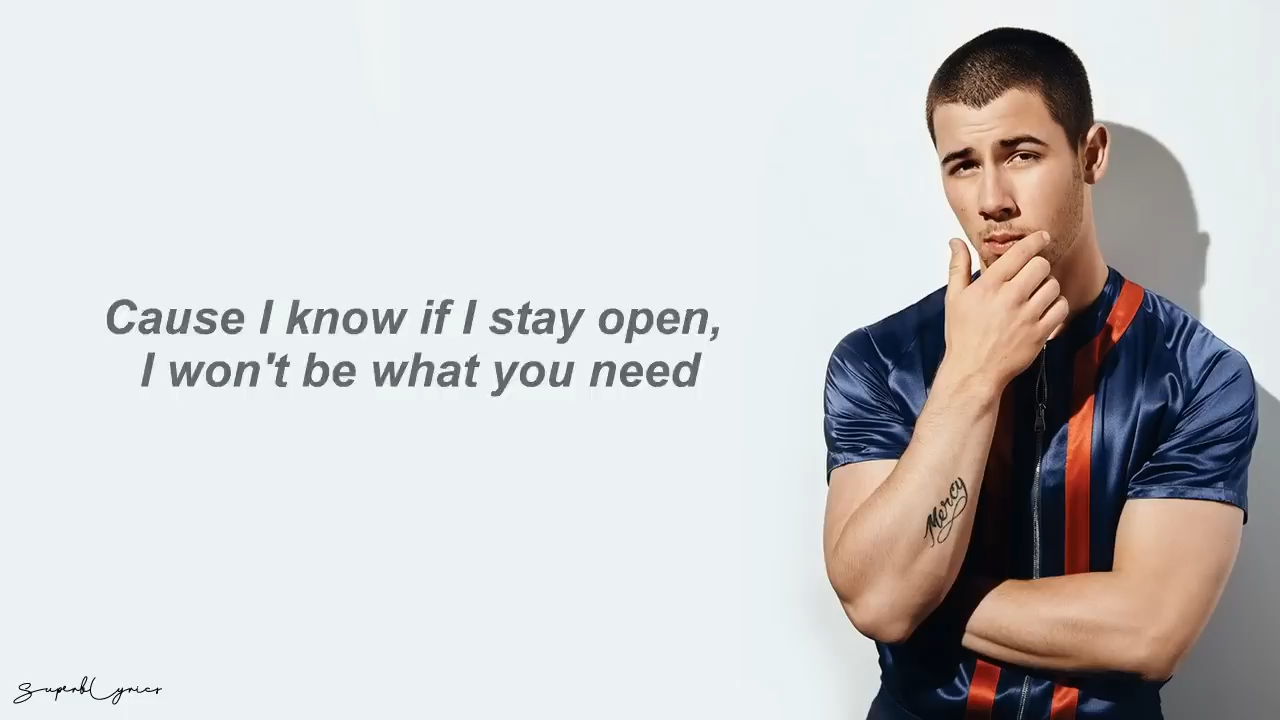 Cause I know if I stay open,
I won't be what you need
Mercy
SuperbLyrics